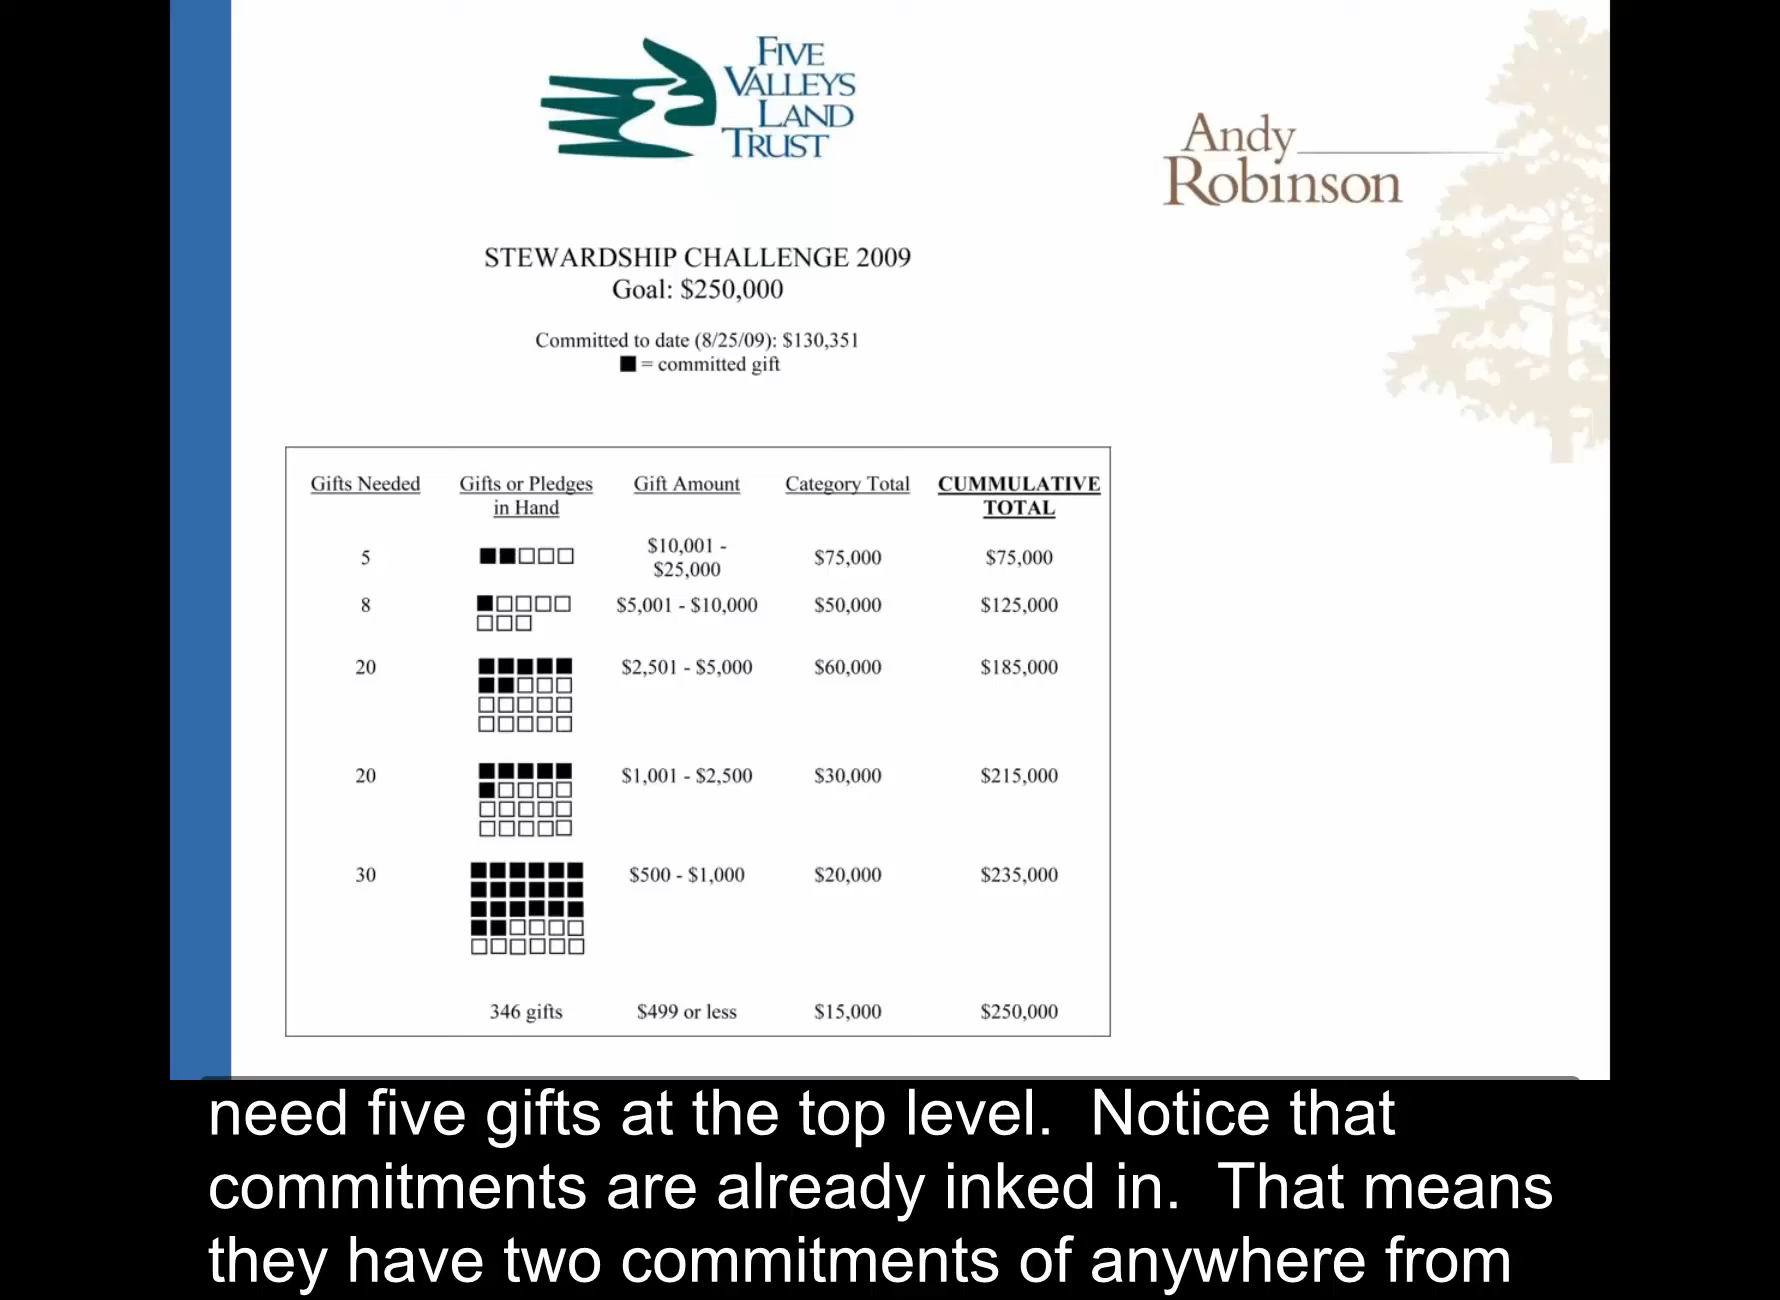 FIVE
VALLEYS
LAND
TRUST
Andy
Robinson
STEWARDSHIP CHALLENGE 2009
Goal: $250,000
Committed to date (8/25/09): $130,351
■ = committed gift
Gifts Needed Gifts or Pledges in Hand Gift Amount Category Total CUMMULATIVE TOTAL
5 ■■□□□ $10,001 - $25,000 $75,000 $75,000
8 ■□□□□ $5,001 - $10,000 $50,000 $125,000
□□□
20 ■■■■■ $2,501 - $5,000 $60,000 $185,000
■■□□□
□□□□□
□□□□□
20 ■■■■■ $1,001 - $2,500 $30,000 $215,000
■□□□□
□□□□□
□□□□□
30 ■■■■■■ $500 - $1,000 $20,000 $235,000
■■■■■■
■■■■■■
■■□□□□
□□□□□□
346 gifts $499 or less $15,000 $250,000
need five gifts at the top level.  Notice that
commitments are already inked in.  That means
they have two commitments of anywhere from